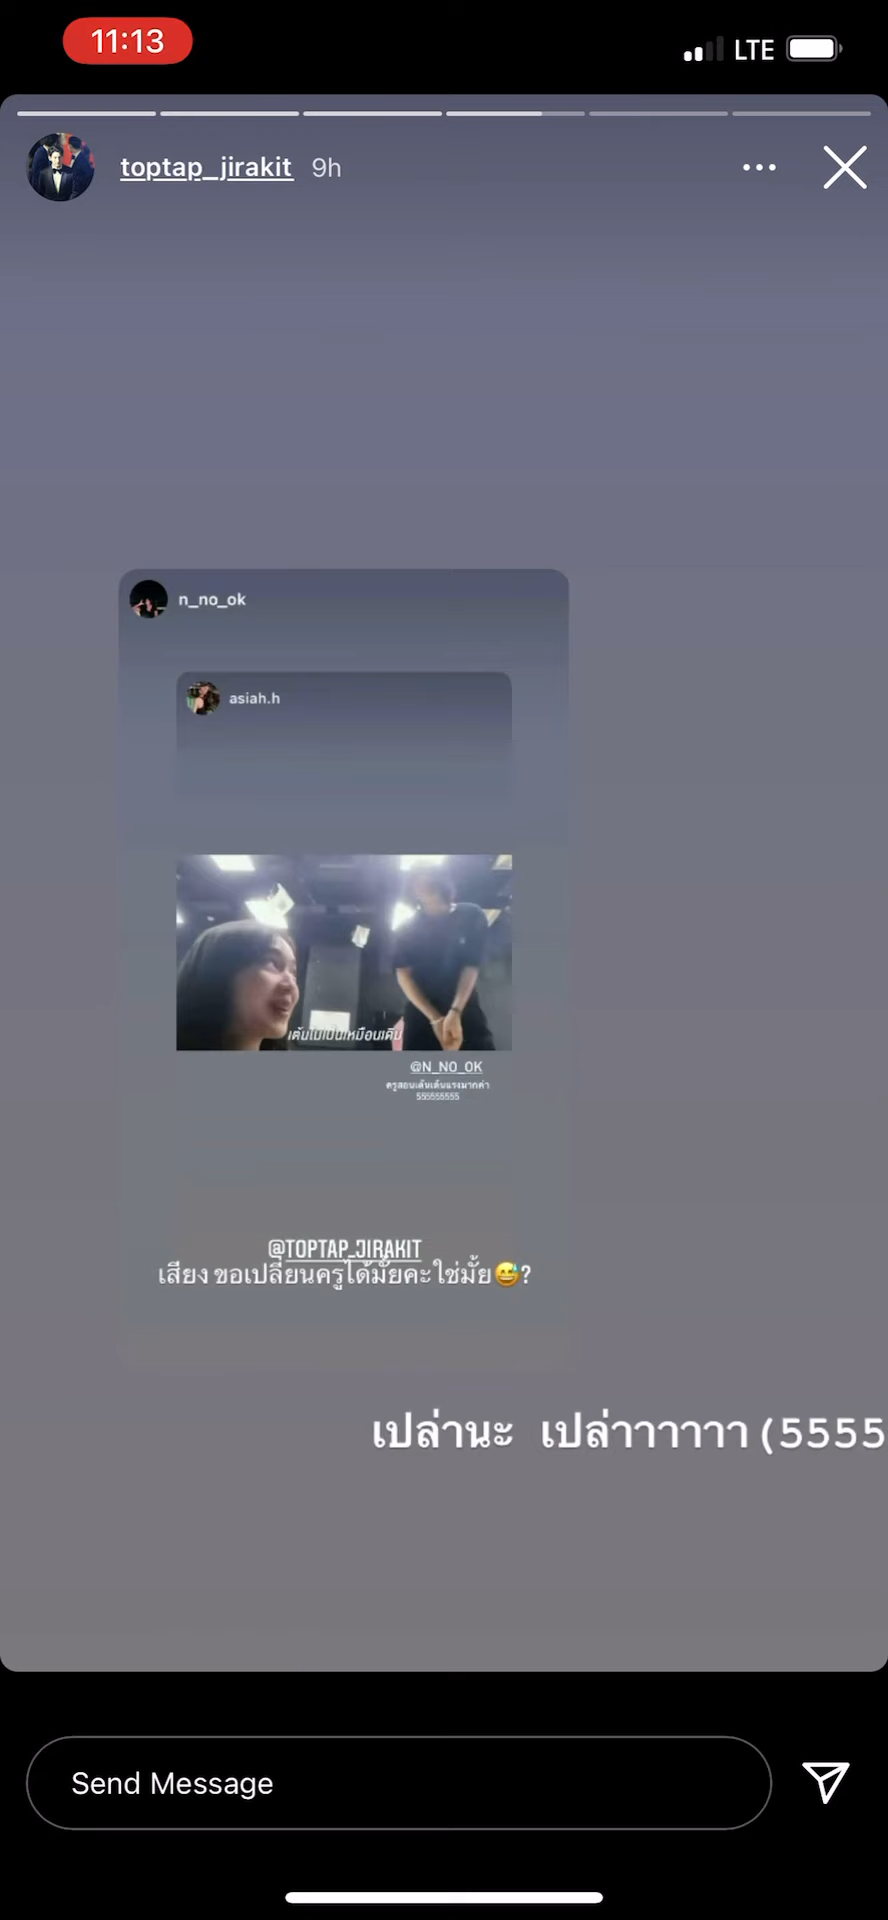 11:13
LTE
toptap_jirakit 9h
n_no_ok
asiah.h
เต้นไปเป็นเหมือนเดิม
@N_NO_OK
ครูสอนเต้นเต้นแรงมากค่า
555555555
@TOPTAP_JIRAKIT
เสียง ขอเปลี่ยนครูได้มั้ยคะ ใช่มั้ย😅?
เปล่านะ เปล่าาาาาา(5555
Send Message